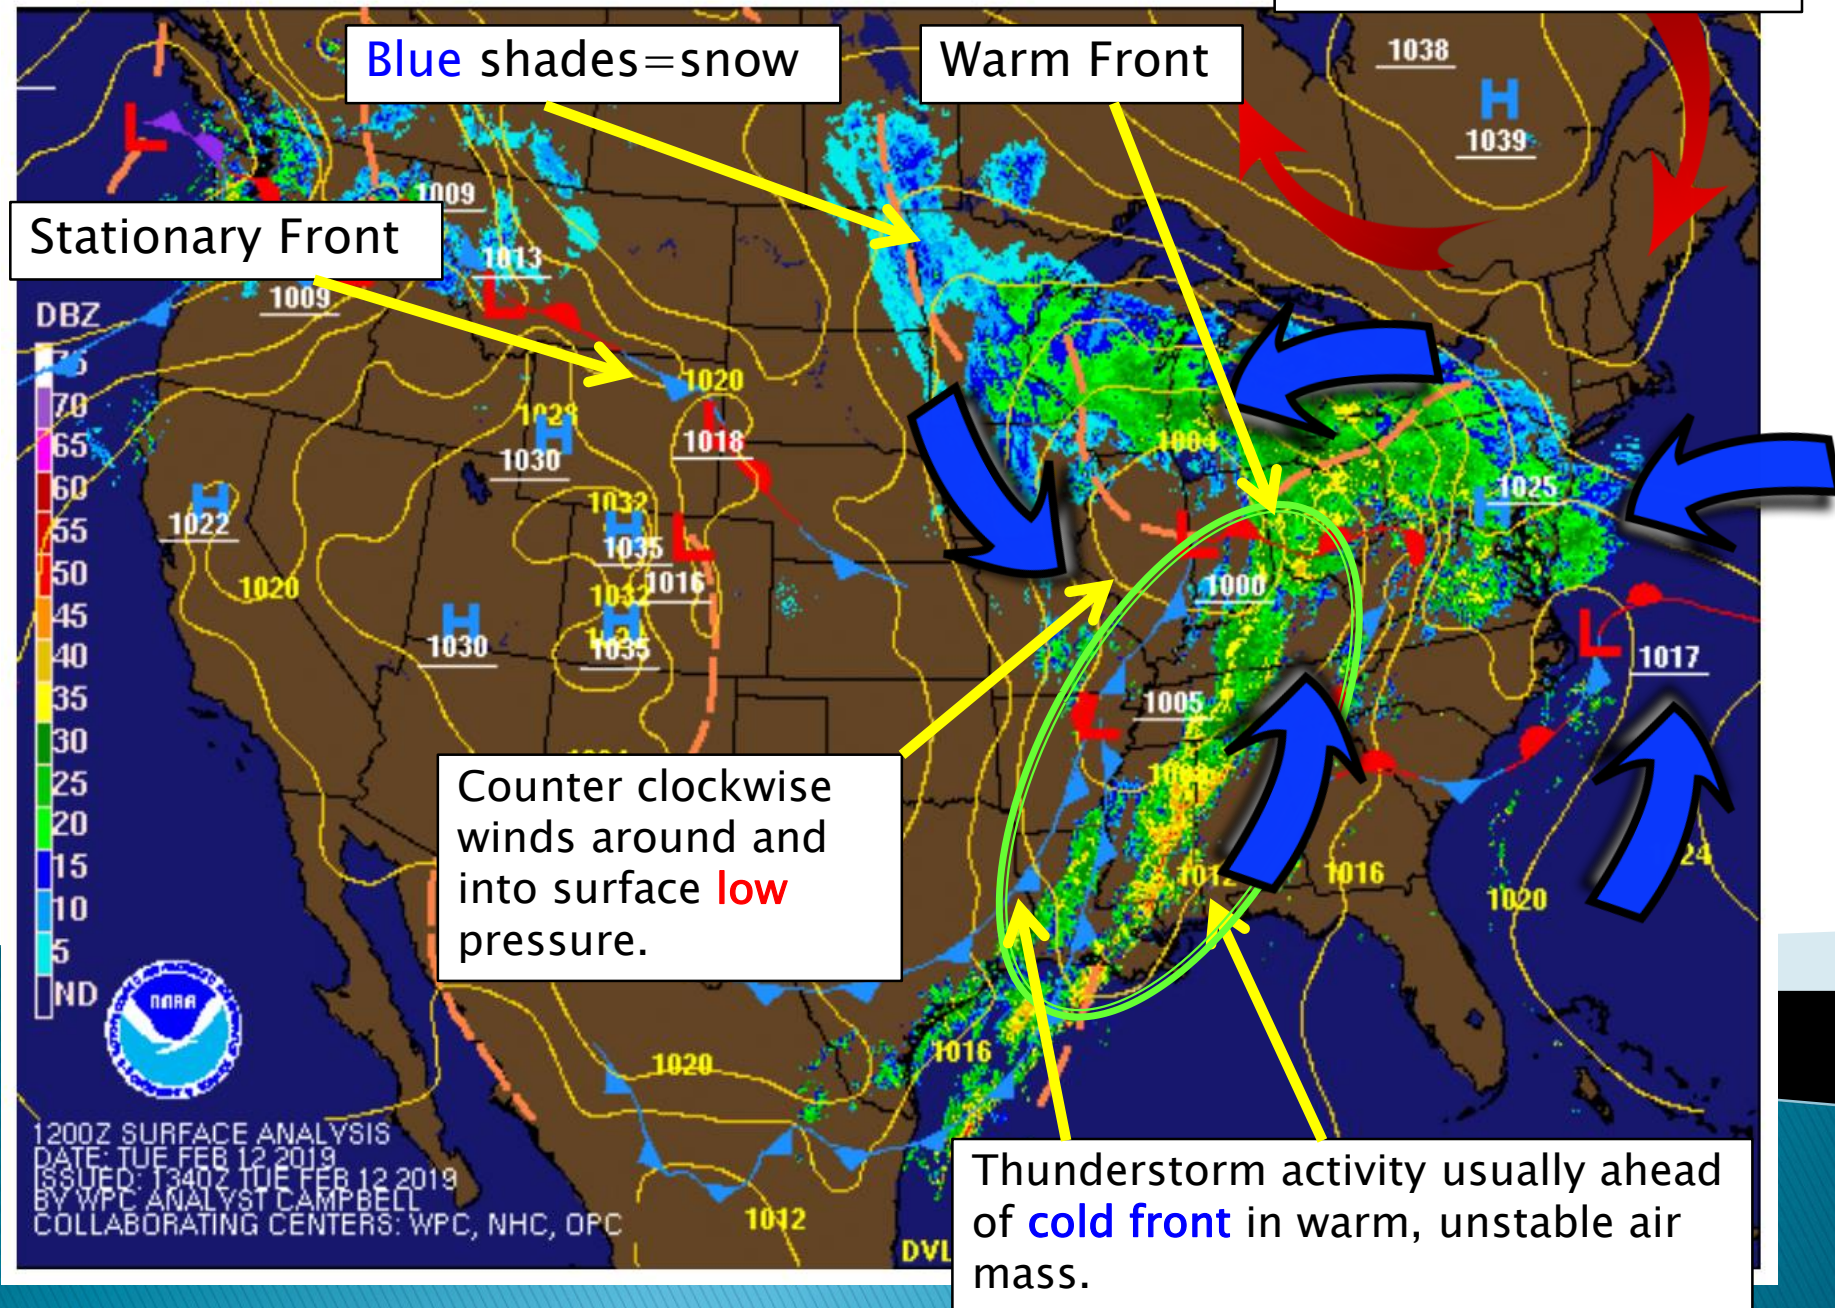 Blue shades=snow
Warm Front
1038
H
1039
L
1009
Stationary Front
1013
1009
L
DBZ
75
70
65
60
55
50
45
40
35
30
25
20
15
10
5
ND
1020
1028
H
1030
L
1018
1004
H
1022
1032
H
1035
L
1016
1020
1032
H
1030
H
1035
H
1025
L
1000
L
1017
1005
L
Counter clockwise
winds around and
into surface low
pressure.
1012
1016
1020
24
1016
1020
1012
NOAA
1200Z SURFACE ANALYSIS
DATE: TUE FEB 12 2019
ISSUED: 1340Z TUE FEB 12 2019
BY WPC ANALYST CAMPBELL
COLLABORATING CENTERS: WPC, NHC, OPC
Thunderstorm activity usually ahead
of cold front in warm, unstable air
mass.